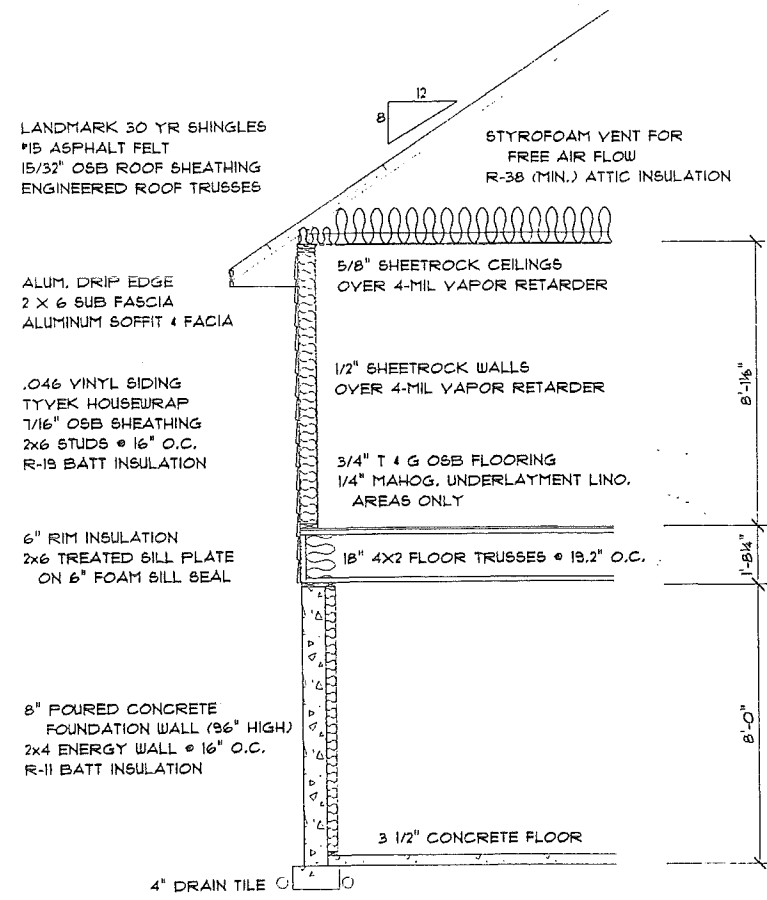 12
8
LANDMARK 30 YR SHINGLES
#15 ASPHALT FELT
15/32" OSB ROOF SHEATHING
ENGINEERED ROOF TRUSSES
STYROFOAM VENT FOR
FREE AIR FLOW
R-38 (MIN.) ATTIC INSULATION
ALUM. DRIP EDGE
2 X 6 SUB FASCIA
ALUMINUM SOFFIT & FACIA
5/8" SHEETROCK CEILINGS
OVER 4-MIL VAPOR RETARDER
.046 VINYL SIDING
TYVEK HOUSEWRAP
7/16" OSB SHEATHING
2x6 STUDS @ 16" O.C.
R-19 BATT INSULATION
1/2" SHEETROCK WALLS
OVER 4-MIL VAPOR RETARDER
8'-1⅛"
3/4" T & G OSB FLOORING
1/4" MAHOG. UNDERLAYMENT LINO.
AREAS ONLY
6" RIM INSULATION
2x6 TREATED SILL PLATE
ON 6" FOAM SILL SEAL
18" 4X2 FLOOR TRUSSES @ 19.2" O.C.
1'-8¼"
8" POURED CONCRETE
FOUNDATION WALL (96" HIGH)
2x4 ENERGY WALL @ 16" O.C.
R-11 BATT INSULATION
8'-0"
3 1/2" CONCRETE FLOOR
4" DRAIN TILE